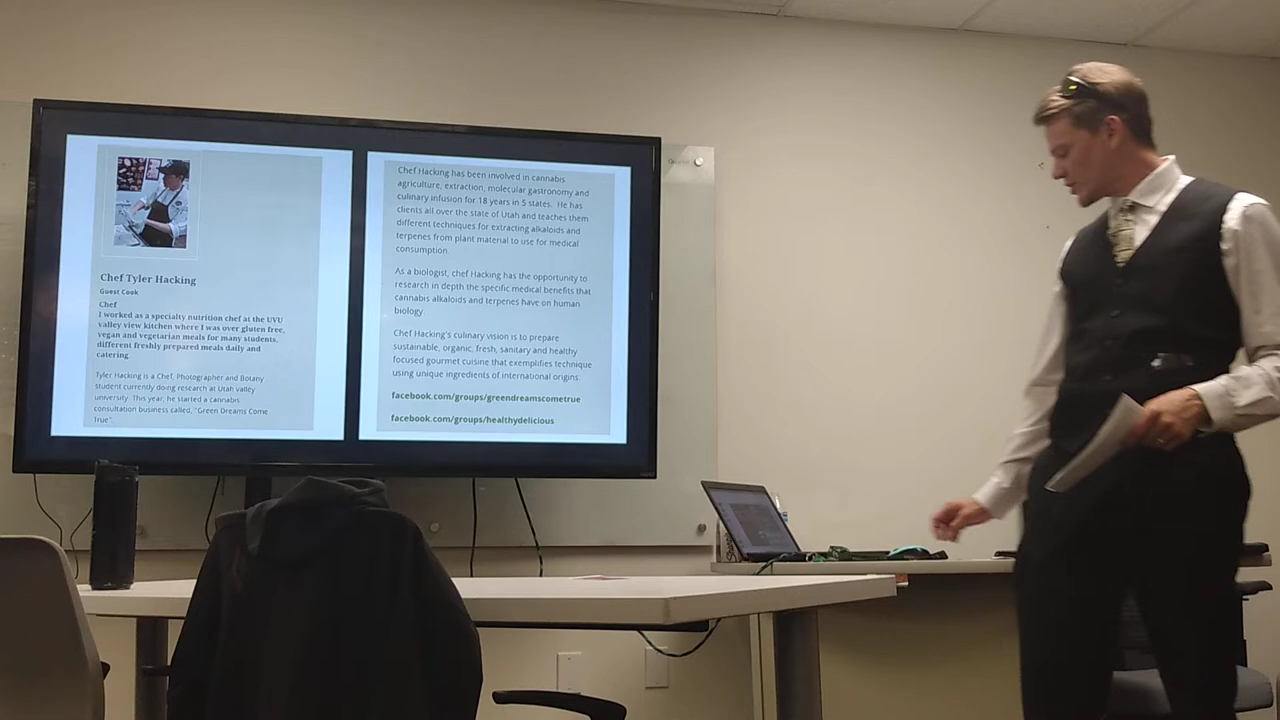 Chef Tyler Hacking
Guest Cook
Chef
I worked as a specialty nutrition chef at the UVU
valley view kitchen where I was over gluten free,
vegan and vegetarian meals for many students,
different freshly prepared meals daily and
catering.
Tyler Hacking is a Chef, Photographer and Botany
student currently doing research at Utah valley
university. This year, he started a cannabis
consultation business called, "Green Dreams Come
True".
Chef Hacking has been involved in cannabis
agriculture, extraction, molecular gastronomy and
culinary infusion for 18 years in 5 states. He has
clients all over the state of Utah and teaches them
different techniques for extracting alkaloids and
terpenes from plant material to use for medical
consumption.
As a biologist, chef Hacking has the opportunity to
research in depth the specific medical benefits that
cannabis alkaloids and terpenes have on human
biology.
Chef Hacking's culinary vision is to prepare
sustainable, organic, fresh, sanitary and healthy
focused gourmet cuisine that exemplifies technique
using unique ingredients of international origins.
facebook.com/groups/greendreamscometrue
facebook.com/groups/healthydelicious